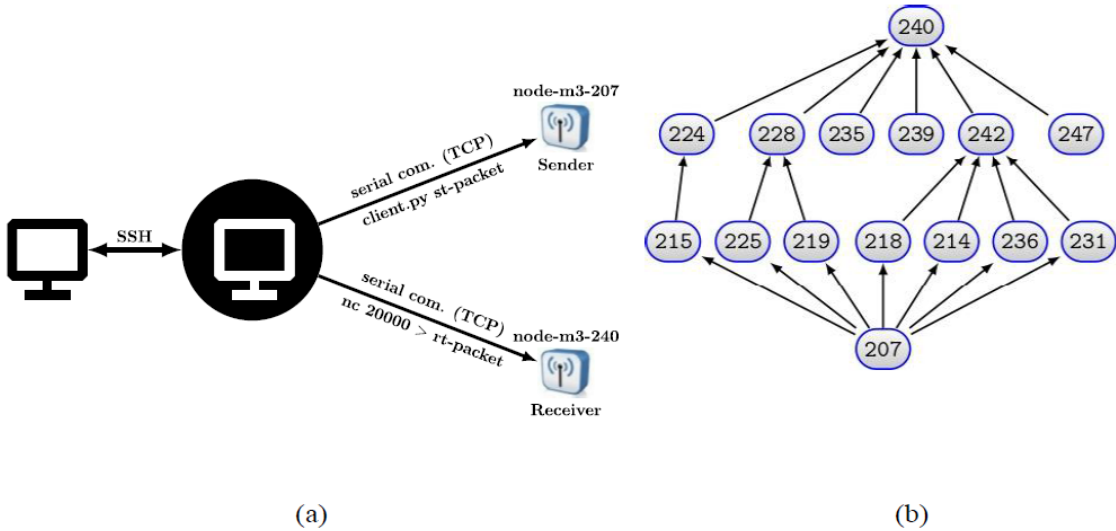 SSH
serial com. (TCP)
client.py st-packet
serial com. (TCP)
nc 20000 > rt-packet
node-m3-207
Sender
node-m3-240
Receiver
(a)
240
224 228 235 239 242 247
215 225 219 218 214 236 231
207
(b)